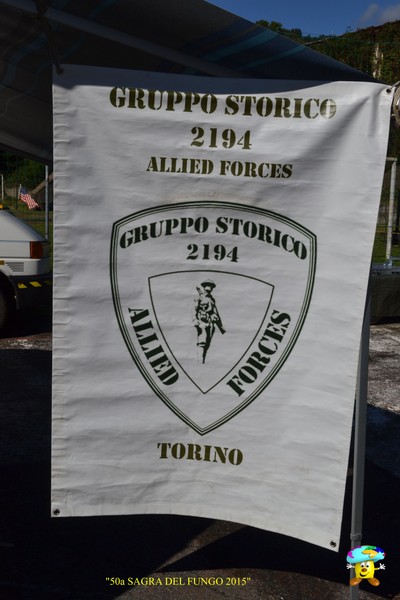 GRUPPO STORICO
2194
ALLIED FORCES
GRUPPO STORICO
2194
ALLIED FORCES
TORINO
"50a SAGRA DEL FUNGO 2015"